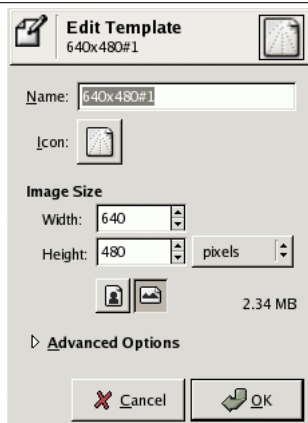 Edit Template
640x480#1
Name: 640x480#1
Icon:
Image Size
Width: 640
Height: 480 pixels
2.34 MB
Advanced Options
Cancel OK